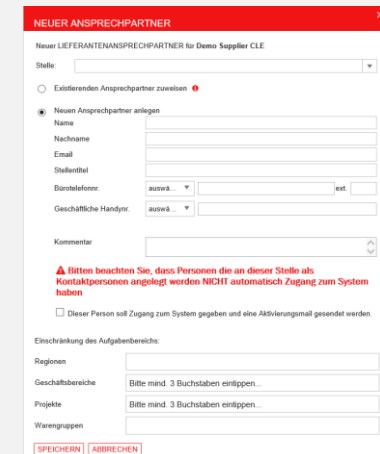 NEUER ANSPRECHPARTNER
Neuer LIEFERANTENANSPRECHPARTNER für Demo Supplier CLE
Stelle:
Existierenden Ansprechpartner zuweisen
Neuen Ansprechpartner anlegen
Name
Nachname
Email
Stellentitel
Bürotelefonnr. auswä... ext.
Geschäftliche Handynr. auswä...
Kommentar
Bitten beachten Sie, dass Personen die an dieser Stelle als
Kontaktpersonen angelegt werden NICHT automatisch Zugang zum System
haben
Dieser Person soll Zugang zum System gegeben und eine Aktivierungsmail gesendet werden.
Einschränkung des Aufgabenbereichs:
Regionen
Geschäftsbereiche Bitte mind. 3 Buchstaben eintippen...
Projekte Bitte mind. 3 Buchstaben eintippen...
Warengruppen
SPEICHERN ABBRECHEN